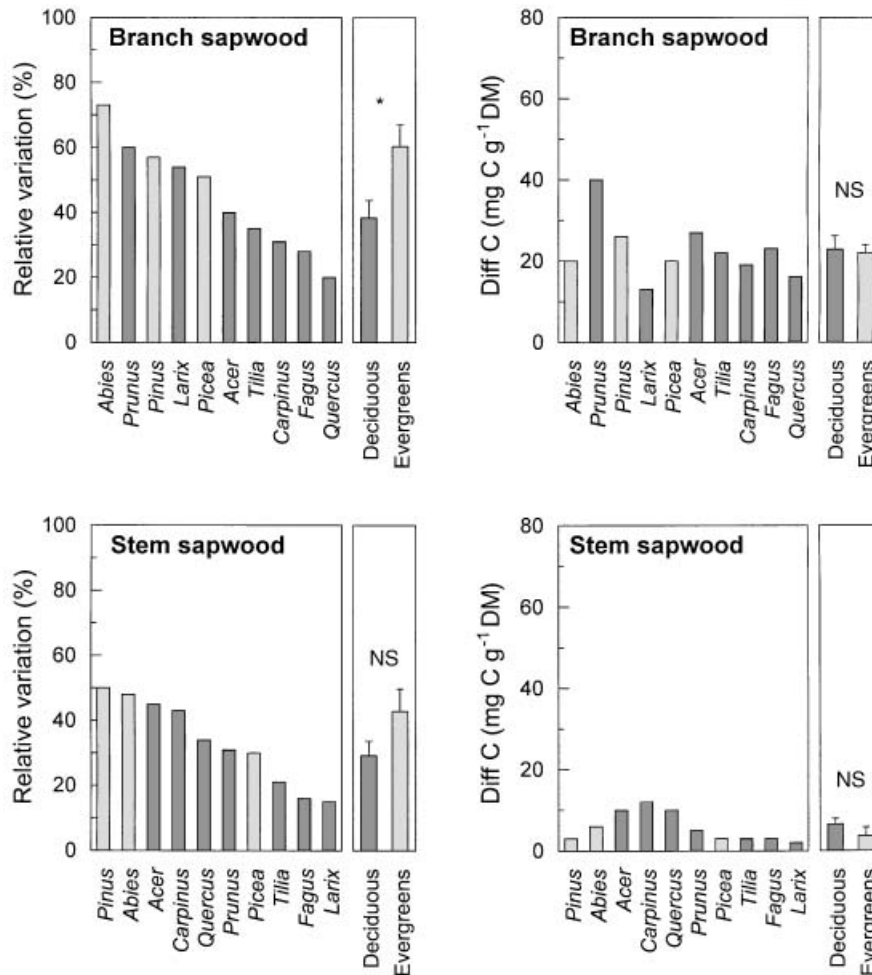 Branch sapwood
Relative variation (%)
100
80
60
40
20
0
*
Abies
Prunus
Pinus
Larix
Picea
Acer
Tilia
Carpinus
Fagus
Quercus
Deciduous
Evergreens
Branch sapwood
Diff C (mg C g⁻¹ DM)
80
60
40
20
0
NS
Abies
Prunus
Pinus
Larix
Picea
Acer
Tilia
Carpinus
Fagus
Quercus
Deciduous
Evergreens
Stem sapwood
Relative variation (%)
100
80
60
40
20
0
NS
Pinus
Abies
Acer
Carpinus
Quercus
Prunus
Picea
Tilia
Fagus
Larix
Deciduous
Evergreens
Stem sapwood
Diff C (mg C g⁻¹ DM)
80
60
40
20
0
NS
Pinus
Abies
Acer
Carpinus
Quercus
Prunus
Picea
Tilia
Fagus
Larix
Deciduous
Evergreens